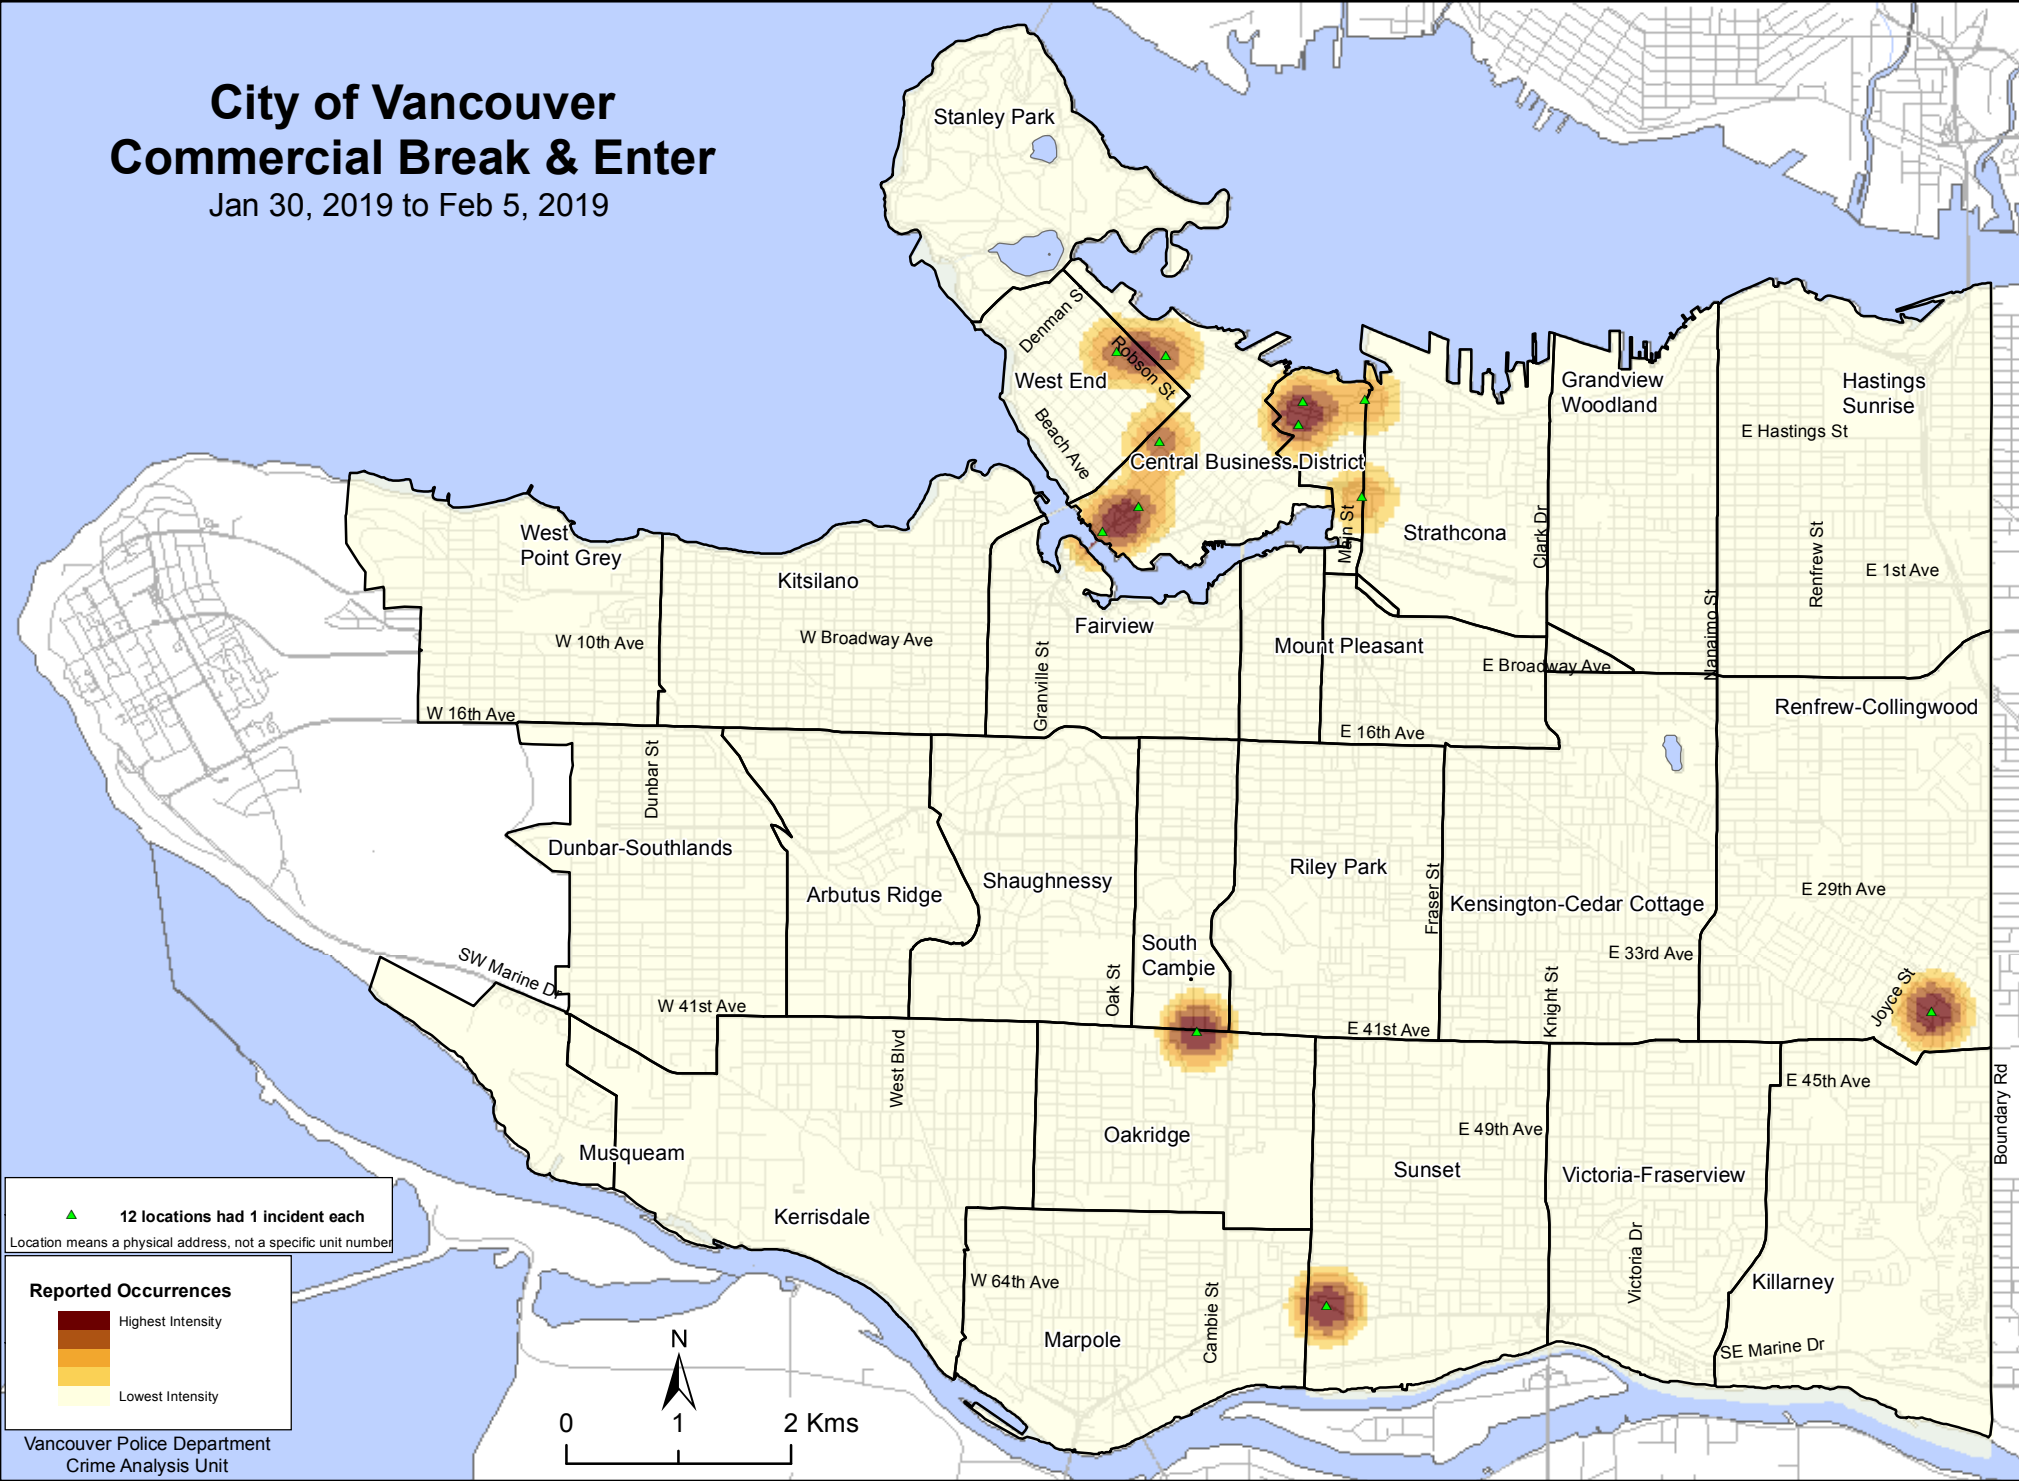 City of Vancouver
Commercial Break & Enter
Jan 30, 2019 to Feb 5, 2019
Stanley Park
Denman S
Robson St
West End
Beach Ave
Central Business District
Grandview
Woodland
Hastings
Sunrise
E Hastings St
West
Point Grey
Kitsilano
Main St
Strathcona
Clark Dr
Renfrew St
E 1st Ave
W 10th Ave
W Broadway Ave
Fairview
Granville St
Mount Pleasant
E Broadway Ave
Nanaimo St
W 16th Ave
E 16th Ave
Renfrew-Collingwood
Dunbar St
Dunbar-Southlands
Arbutus Ridge
Shaughnessy
Riley Park
Fraser St
Kensington-Cedar Cottage
E 29th Ave
South
Cambie
E 33rd Ave
SW Marine Dr
W 41st Ave
Oak St
E 41st Ave
Knight St
Joyce St
West Blvd
E 45th Ave
Boundary Rd
Musqueam
Oakridge
E 49th Ave
Sunset
Victoria-Fraserview
Kerrisdale
Victoria Dr
W 64th Ave
Cambie St
Killarney
Marpole
SE Marine Dr
12 locations had 1 incident each
Location means a physical address, not a specific unit number
Reported Occurrences
Highest Intensity
Lowest Intensity
N
0 1 2 Kms
Vancouver Police Department
Crime Analysis Unit